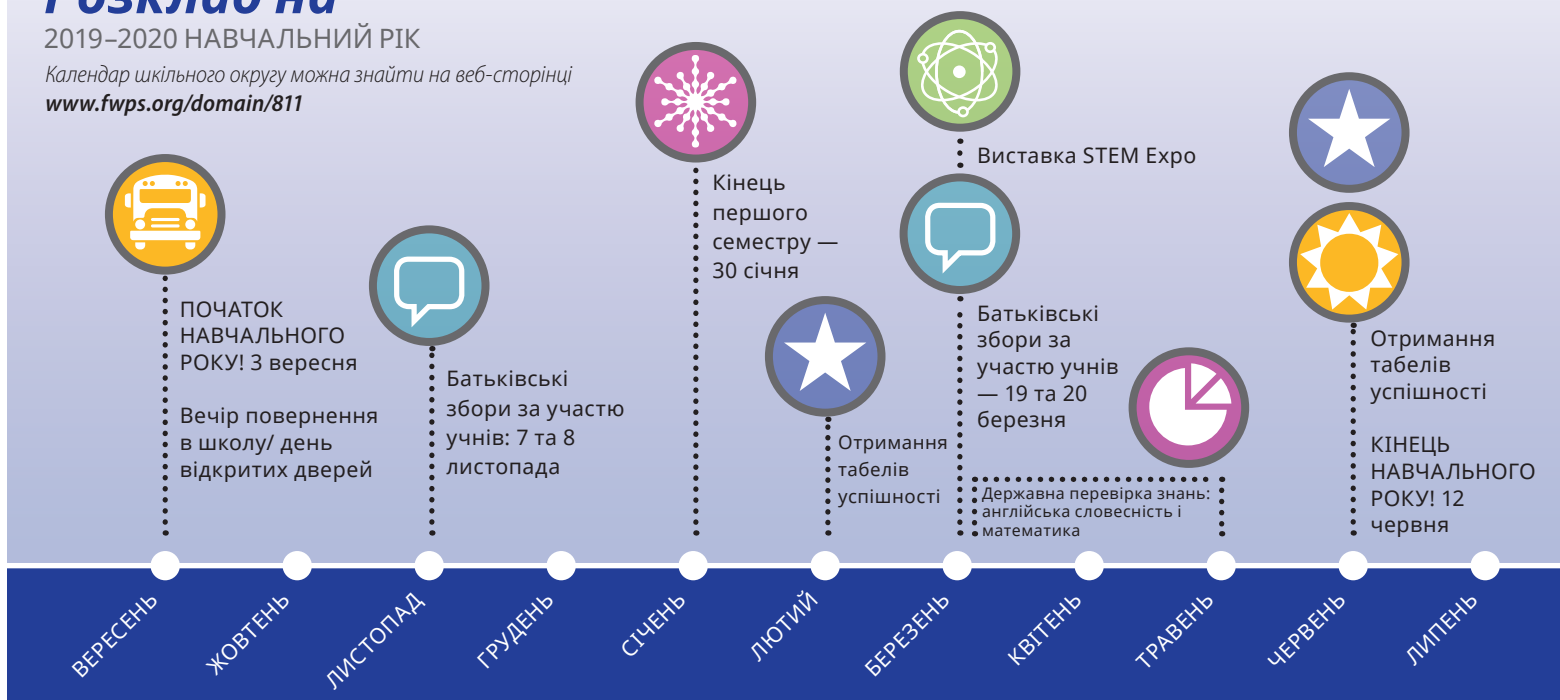 Розклад на
2019–2020 НАВЧАЛЬНИЙ РІК
Календар шкільного округу можна знайти на веб-сторінці
www.fwps.org/domain/811
ПОЧАТОК
НАВЧАЛЬНОГО
РОКУ! 3 вересня
Вечір повернення
в школу/ день
відкритих дверей
Батьківські
збори за участю
учнів: 7 та 8
листопада
Кінець
першого
семестру —
30 січня
Отримання
табелів
успішності
Виставка STEM Expo
Батьківські
збори за
участю учнів
— 19 та 20
березня
Державна перевірка знань:
англійська словесність і
математика
Отримання
табелів
успішності
КІНЕЦЬ
НАВЧАЛЬНОГО
РОКУ! 12
червня
ВЕРЕСЕНЬ
ЖОВТЕНЬ
ЛИСТОПАД
ГРУДЕНЬ
СІЧЕНЬ
ЛЮТИЙ
БЕРЕЗЕНЬ
КВІТЕНЬ
ТРАВЕНЬ
ЧЕРВЕНЬ
ЛИПЕНЬ